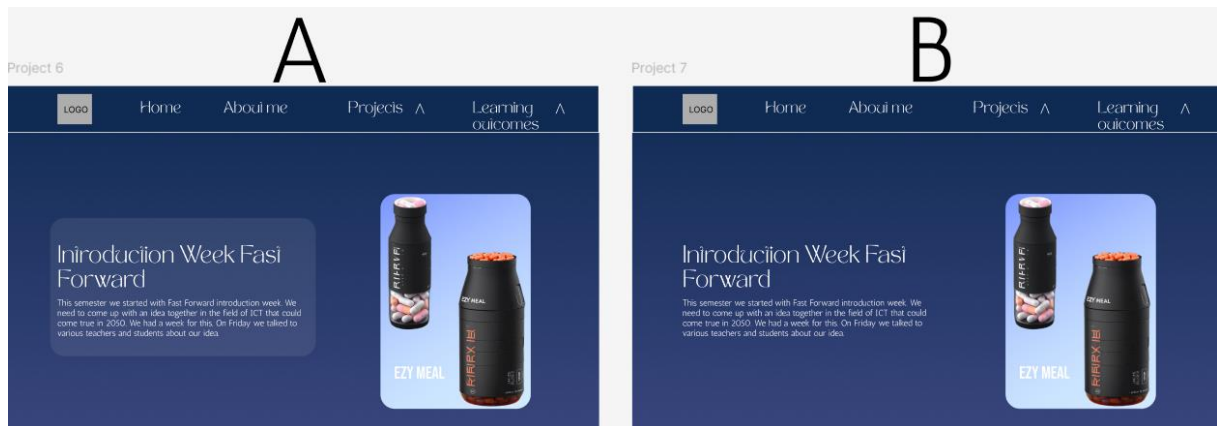 A
B
Project 6
Project 7
LOGO
Home
About me
Projects
Learning
outcomes
Introduction Week Fast
Forward
This semester we started with Fast Forward introduction week. We
need to come up with an idea together in the field of ICT that could
come true in 2050. We had a week for this. On Friday we talked to
various teachers and students about our idea.
EZY MEAL
EZY MEAL
LOGO
Home
About me
Projects
Learning
outcomes
Introduction Week Fast
Forward
This semester we started with Fast Forward introduction week. We
need to come up with an idea together in the field of ICT that could
come true in 2050. We had a week for this. On Friday we talked to
various teachers and students about our idea.
EZY MEAL
EZY MEAL